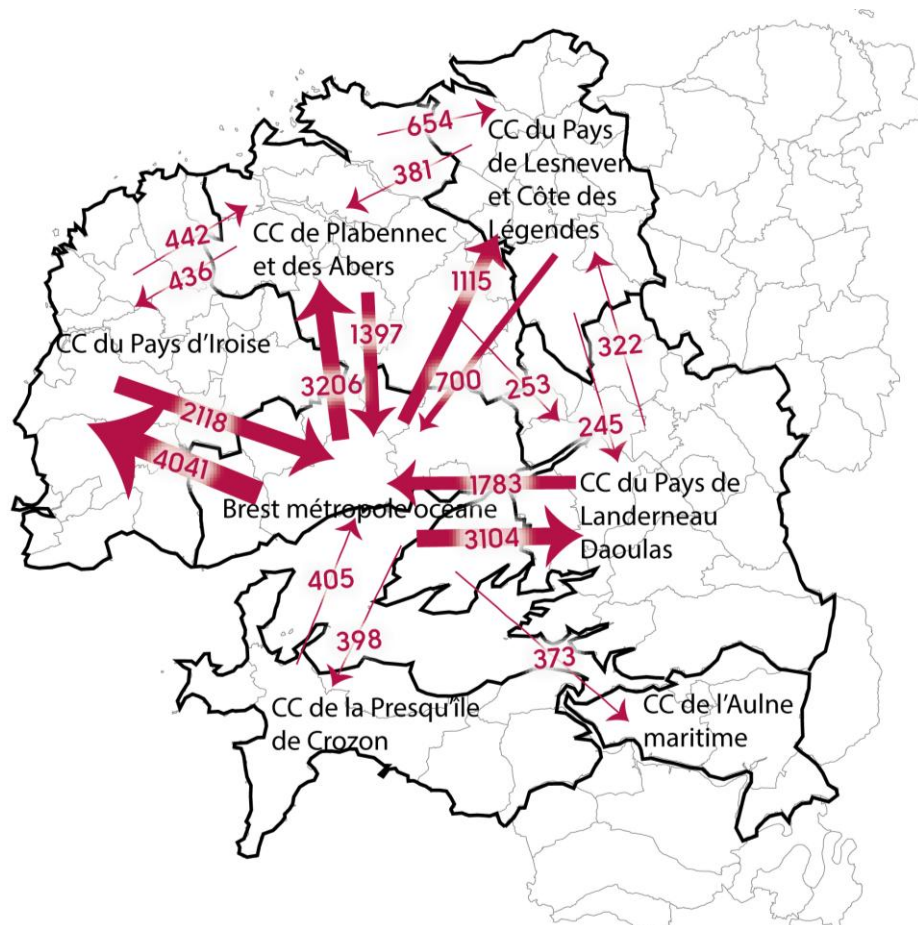 654
CC du Pays
de Lesneven
et Côte des
Légendes
381
442
CC de Plabennec
et des Abers
436
1115
1397
CC du Pays d'Iroise
322
3206
700
253
2118
245
4041
1783
CC du Pays de
Landerneau
Daoulas
Brest métropole océane
3104
405
398
373
CC de la Presqu'île
de Crozon
CC de l'Aulne
maritime